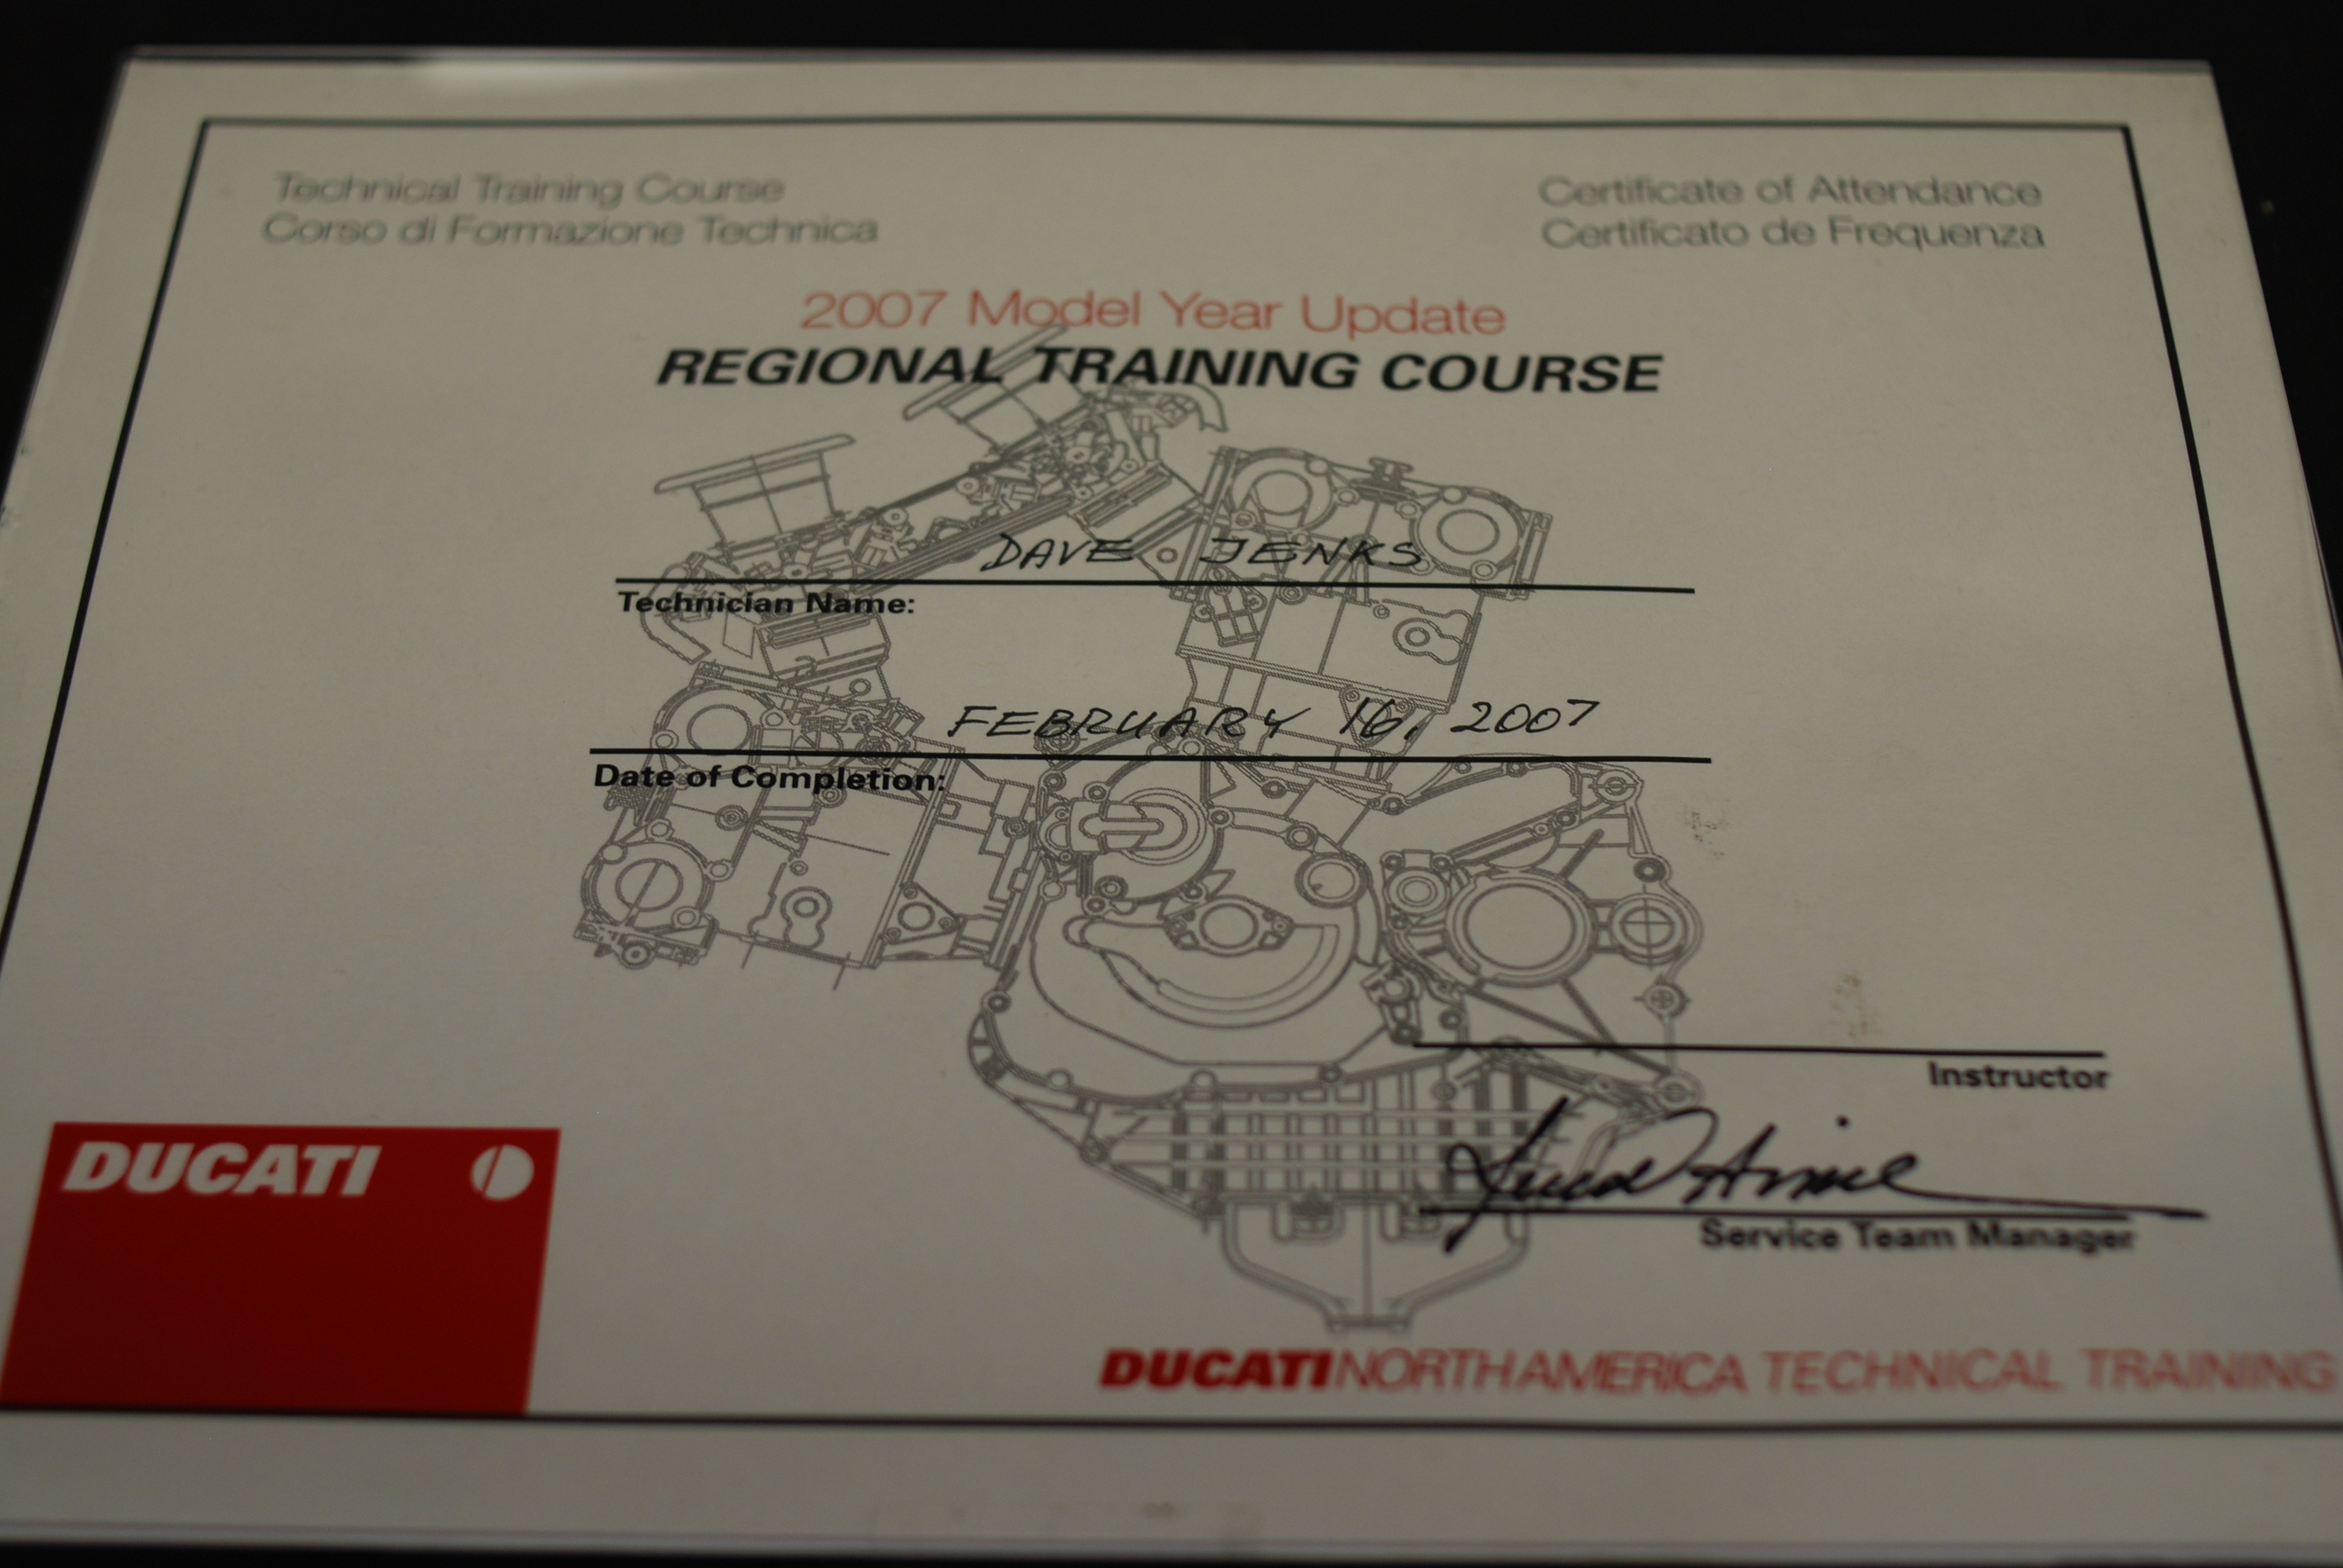 Technical Training Course
Corso di Formazione Technica
Certificate of Attendance
Certificato de Frequenza
2007 Model Year Update
REGIONAL TRAINING COURSE
DAVE JENKS
Technician Name:
FEBRUARY 16, 2007
Date of Completion:
Instructor
Service Team Manager
DUCATI
DUCATI NORTH AMERICA TECHNICAL TRAINING